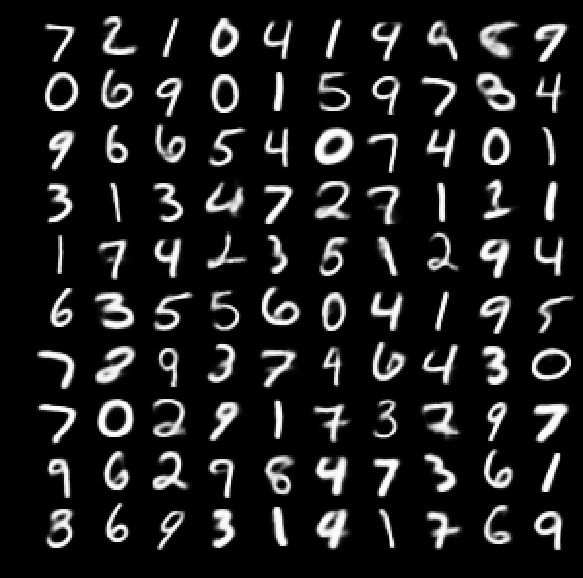 7 2 1 0 4 1 9 9 8 9
0 6 9 0 1 5 9 7 8 4
9 6 6 5 4 0 7 4 0 1
3 1 3 4 7 2 7 1 2 1
1 7 4 2 3 5 1 2 9 4
6 3 5 5 6 0 4 1 9 5
7 8 9 3 7 4 6 4 3 0
7 0 2 9 1 7 3 2 9 7
9 6 2 9 8 4 7 3 6 1
3 6 9 3 1 4 1 7 6 9